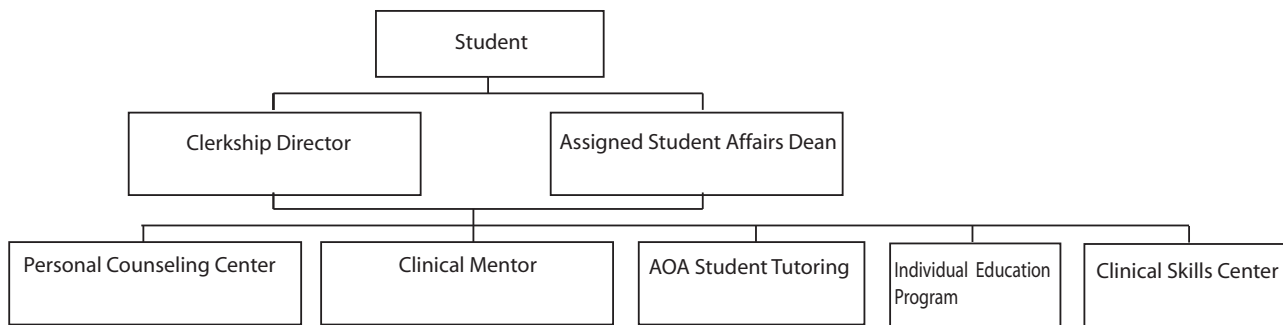 Student
Clerkship Director
Assigned Student Affairs Dean
Personal Counseling Center
Clinical Mentor
AOA Student Tutoring
Individual Education
Program
Clinical Skills Center